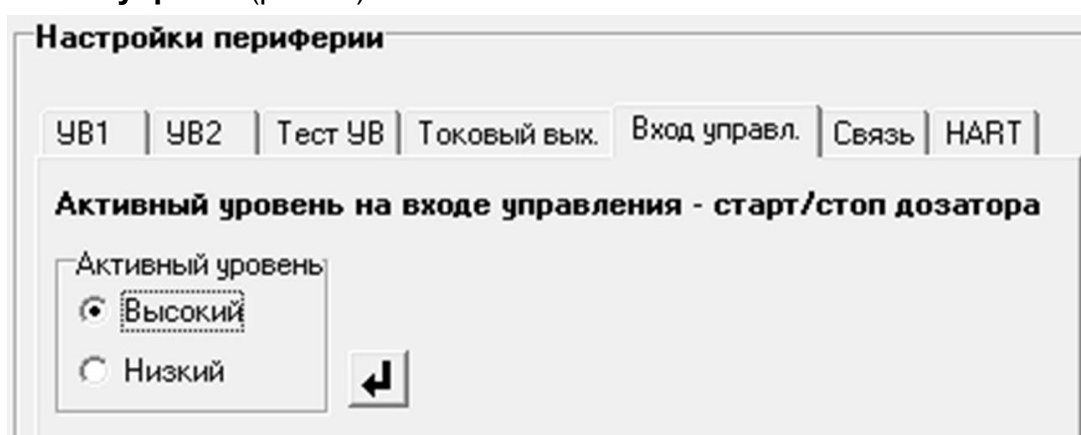 Настройки периферии
УВ1 УВ2 Тест УВ Токовый вых. Вход управл. Связь HART
Активный уровень на входе управления - старт/стоп дозатора
Активный уровень
Высокий
Низкий